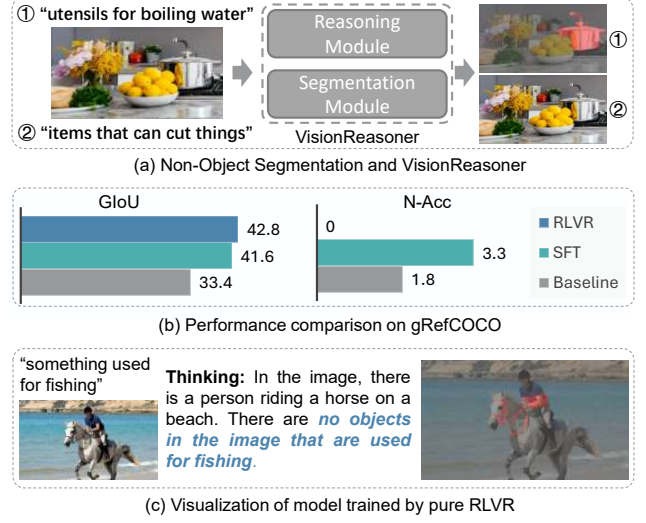 ① “utensils for boiling water”
② “items that can cut things”
Reasoning
Module
Segmentation
Module
VisionReasoner
①
②
(a) Non-Object Segmentation and VisionReasoner
GIoU
42.8
41.6
33.4
N-Acc
0
3.3
1.8
RLVR
SFT
Baseline
(b) Performance comparison on gRefCOCO
“something used
for fishing”
Thinking: In the image, there
is a person riding a horse on a
beach. There are no objects
in the image that are used
for fishing.
(c) Visualization of model trained by pure RLVR